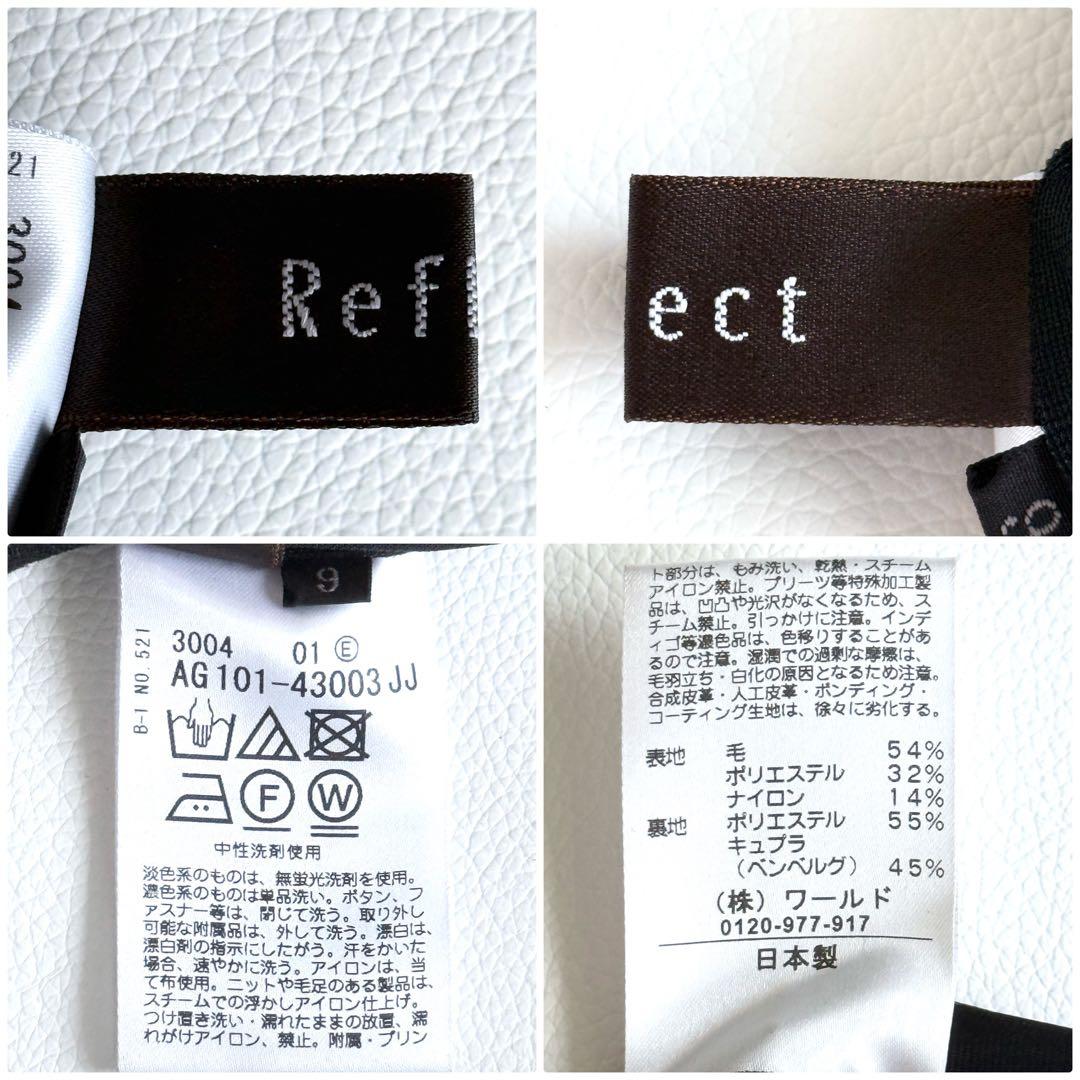 21
3004
Refl
ect
9
B-1 NO.521
3004 01 Ⓔ
AG 101-43003 JJ
F W
中性洗剤使用
淡色系のものは、無蛍光洗剤を使用。
濃色系のものは単品洗い。ボタン、フ
ァスナー等は、閉じて洗う。取り外し
可能な附属品は、外して洗う。漂白は、
漂白剤の指示にしたがう。汗をかいた
場合、速やかに洗う。アイロンは、当
て布使用。ニットや毛足のある製品は、
スチームでの浮かしアイロン仕上げ。
つけ置き洗い・濡れたままの放置、濡
れがけアイロン、禁止。附属・プリン
ト部分は、もみ洗い、乾熱・スチーム
アイロン禁止。プリーツ等特殊加工製
品は、凹凸や光沢がなくなるため、ス
チーム禁止。引っかけに注意。インデ
ィゴ等濃色品は、色移りすることがあ
るので注意。湿潤での過剰な摩擦は、
毛羽立ち・白化の原因となるため注意。
合成皮革・人工皮革・ボンディング・
コーティング生地は、徐々に劣化する。
表地 毛 54%
ポリエステル 32%
ナイロン 14%
裏地 ポリエステル 55%
キュプラ
（ベンベルグ） 45%
（株）ワールド
0120-977-917
日本製